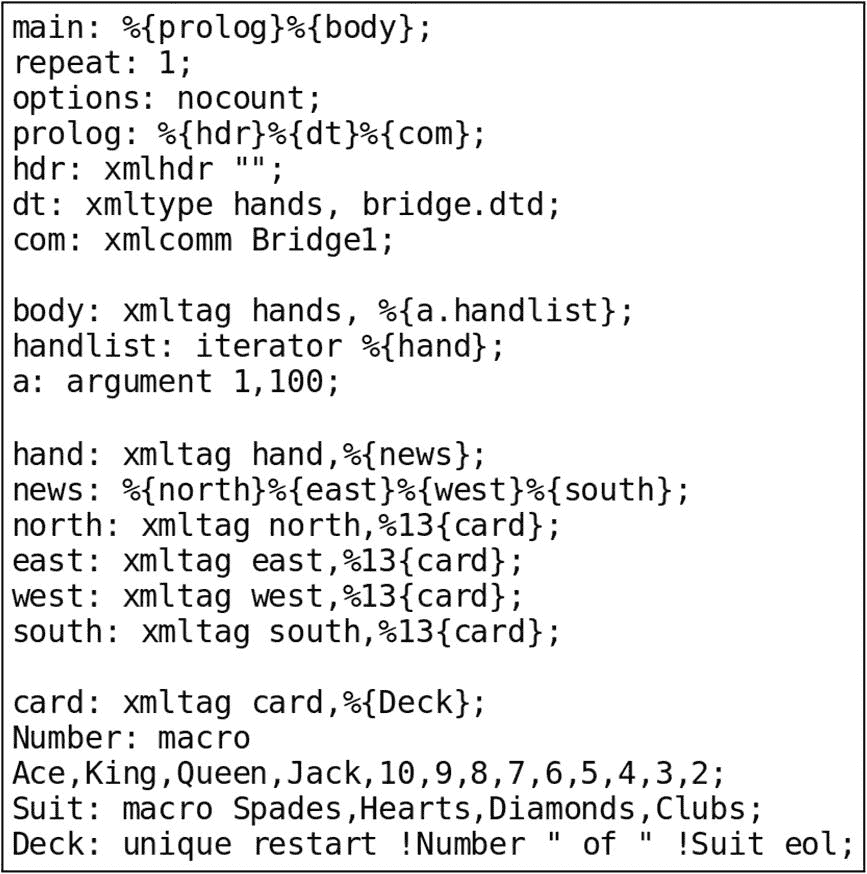 main: %{prolog}%{body};
repeat: 1;
options: nocount;
prolog: %{hdr}%{dt}%{com};
hdr: xmlhdr "";
dt: xmltype hands, bridge.dtd;
com: xmlcomm Bridge1;

body: xmltag hands, %{a.handlist};
handlist: iterator %{hand};
a: argument 1,100;

hand: xmltag hand,%{news};
news: %{north}%{east}%{west}%{south};
north: xmltag north,%13{card};
east: xmltag east,%13{card};
west: xmltag west,%13{card};
south: xmltag south,%13{card};

card: xmltag card,%{Deck};
Number: macro
Ace,King,Queen,Jack,10,9,8,7,6,5,4,3,2;
Suit: macro Spades,Hearts,Diamonds,Clubs;
Deck: unique restart !Number " of " !Suit eol;